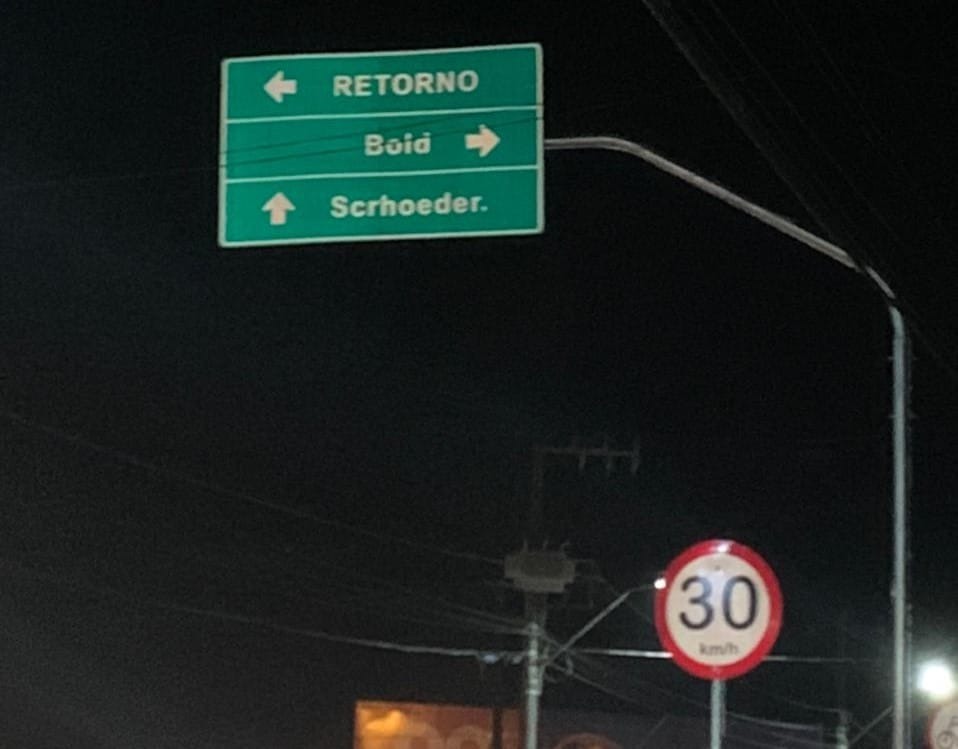 RETORNO
Boid
Scrhoeder.
30
km/h